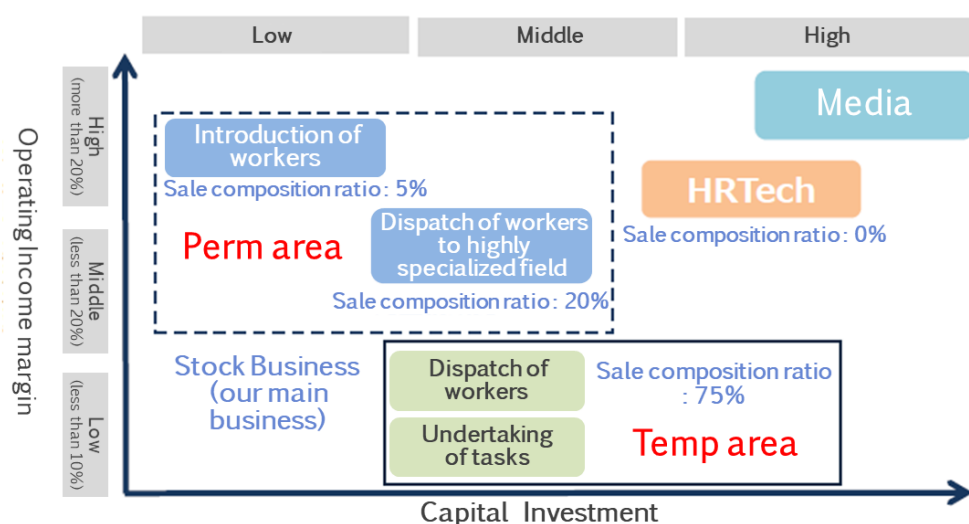 Low
Middle
High
Media
High
(more than 20%)
Introduction of
workers
Sale composition ratio : 5%
HRTech
Sale composition ratio : 0%
Operating Income margin
Perm area
Dispatch of workers
to highly
specialized field
Sale composition ratio : 20%
Middle
(less than 20%)
Stock Business
(our main
business)
Dispatch of
workers
Sale composition ratio
: 75%
Undertaking
of tasks
Temp area
Low
(less than 10%)
Capital Investment